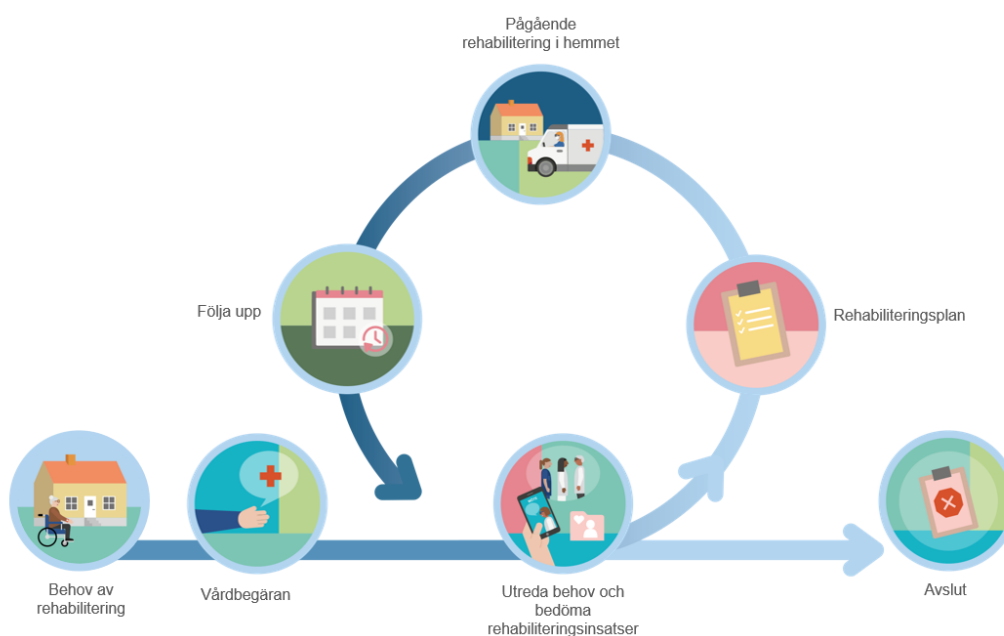 Pågående
rehabilitering i hemmet
Följa upp
Rehabiliteringsplan
Behov av
rehabilitering
Vårdbegäran
Utreda behov och
bedöma
rehabiliteringsinsatser
Avslut